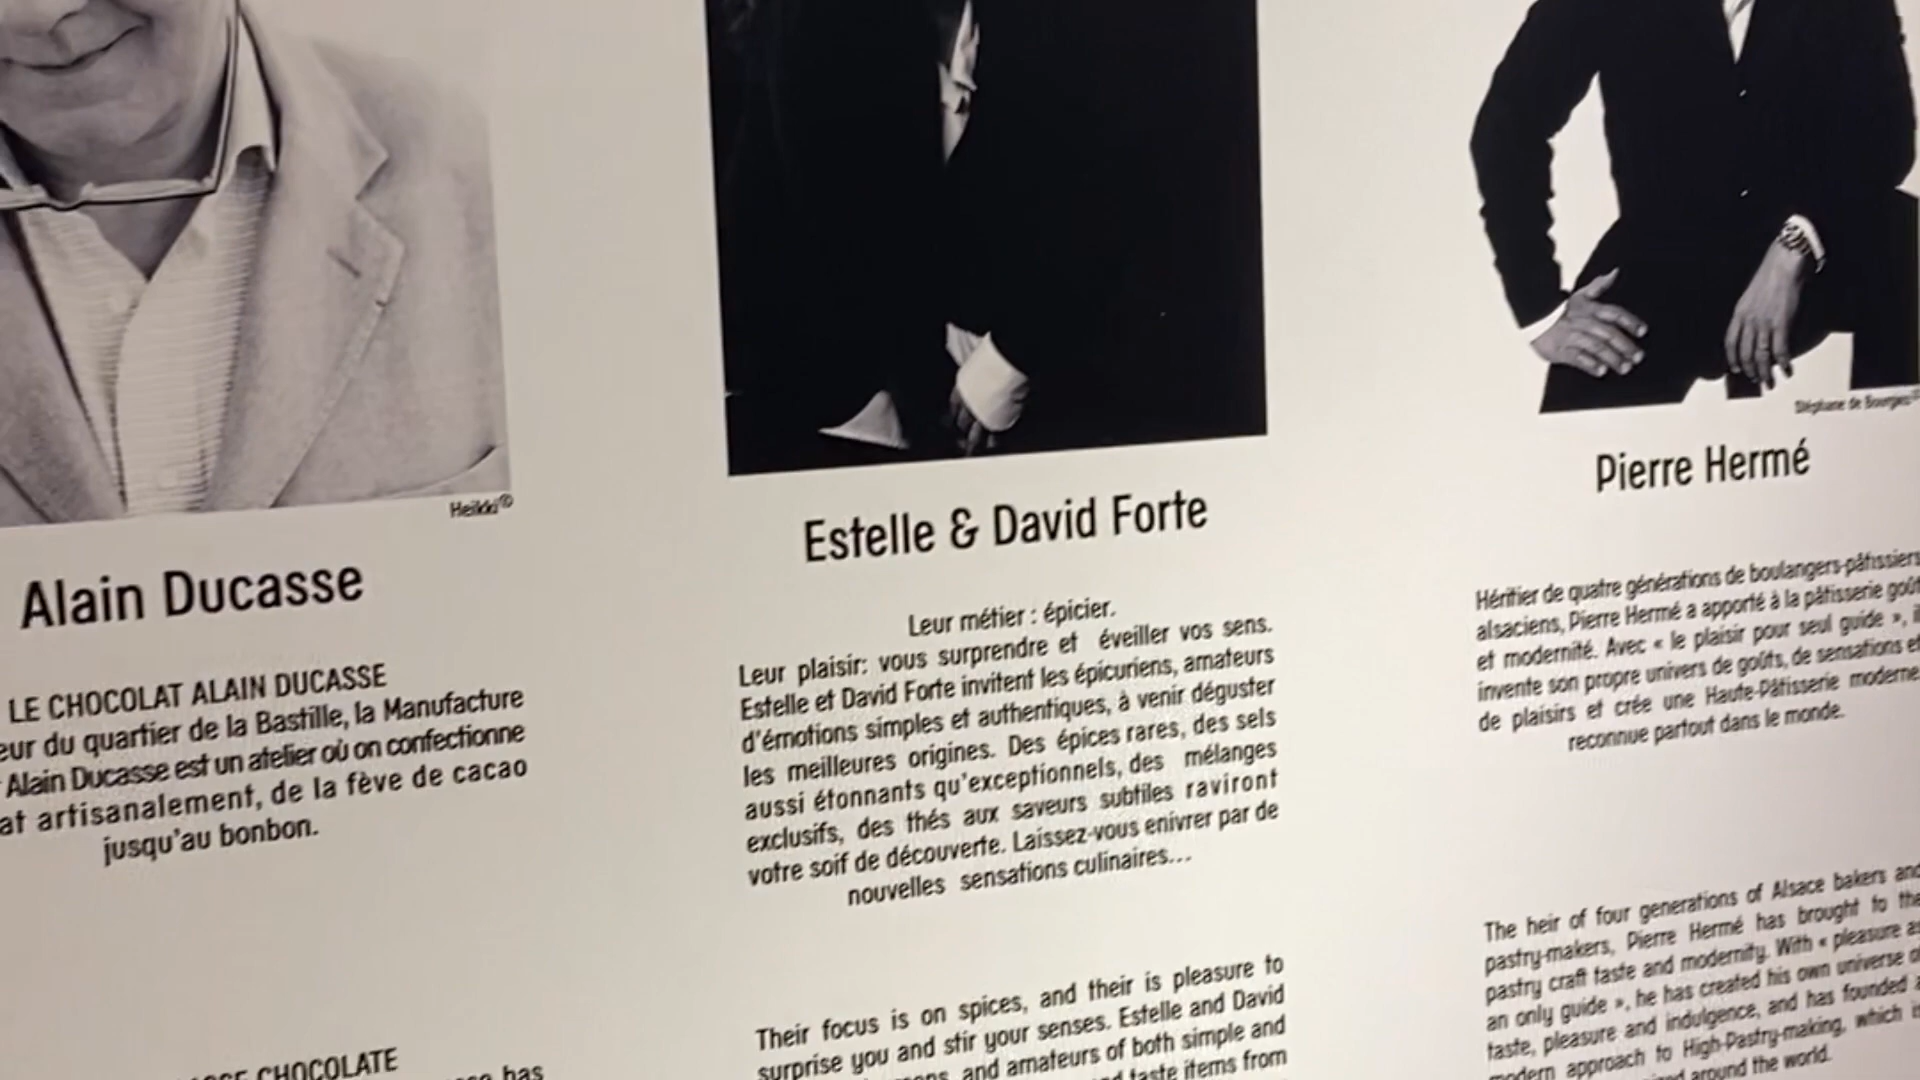 Heikki©
Alain Ducasse
LE CHOCOLAT ALAIN DUCASSE
du quartier de la Bastille, la Manufacture
Alain Ducasse est un atelier où on confectionne
artisanalement, de la fève de cacao
jusqu'au bonbon.
CHOCOLATE
has
Estelle & David Forte
Leur métier : épicier.
Leur plaisir: vous surprendre et éveiller vos sens.
Estelle et David Forte invitent les épicuriens, amateurs
d'émotions simples et authentiques, à venir déguster
les meilleures origines. Des épices rares, des sels
aussi étonnants qu'exceptionnels, des mélanges
exclusifs, des thés aux saveurs subtiles raviront
votre soif de découverte. Laissez-vous enivrer par de
nouvelles sensations culinaires...
Their focus is on spices, and their is pleasure to
surprise you and stir your senses. Estelle and David
and amateurs of both simple and
taste items from
Stéphane de Bourgies©
Pierre Hermé
Héritier de quatre générations de boulangers-pâtissiers
alsaciens, Pierre Hermé a apporté à la pâtisserie goût
et modernité. Avec « le plaisir pour seul guide », il
invente son propre univers de goûts, de sensations et
de plaisirs et crée une Haute-Pâtisserie moderne
reconnue partout dans le monde.
The heir of four generations of Alsace bakers and
pastry-makers, Pierre Hermé has brought to the
pastry craft taste and modernity. With « pleasure as
an only guide », he has created his own universe of
taste, pleasure and indulgence, and has founded a
modern approach to High-Pastry-making, which is
around the world.